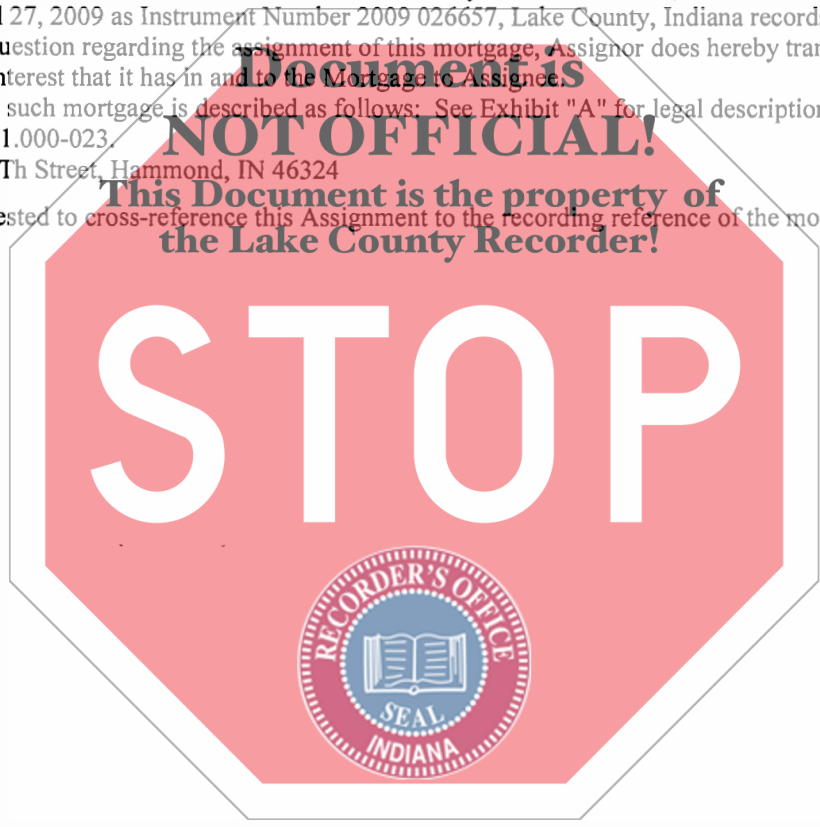 27, 2009 as Instrument Number 2009 026657, Lake County, Indiana record
uestion regarding the assignment of this mortgage, Assignor does hereby tran
nterest that it has in and to the Mortgage to Assignee.
Document is
such mortgage is described as follows: See Exhibit "A" for legal description
NOT OFFICIAL!
1.000-023.
Th Street, Hammond, IN 46324
This Document is the property of
ested to cross-reference this Assignment to the recording reference of the mo
the Lake County Recorder!
STOP
RECORDER'S OFFICE
SEAL
INDIANA